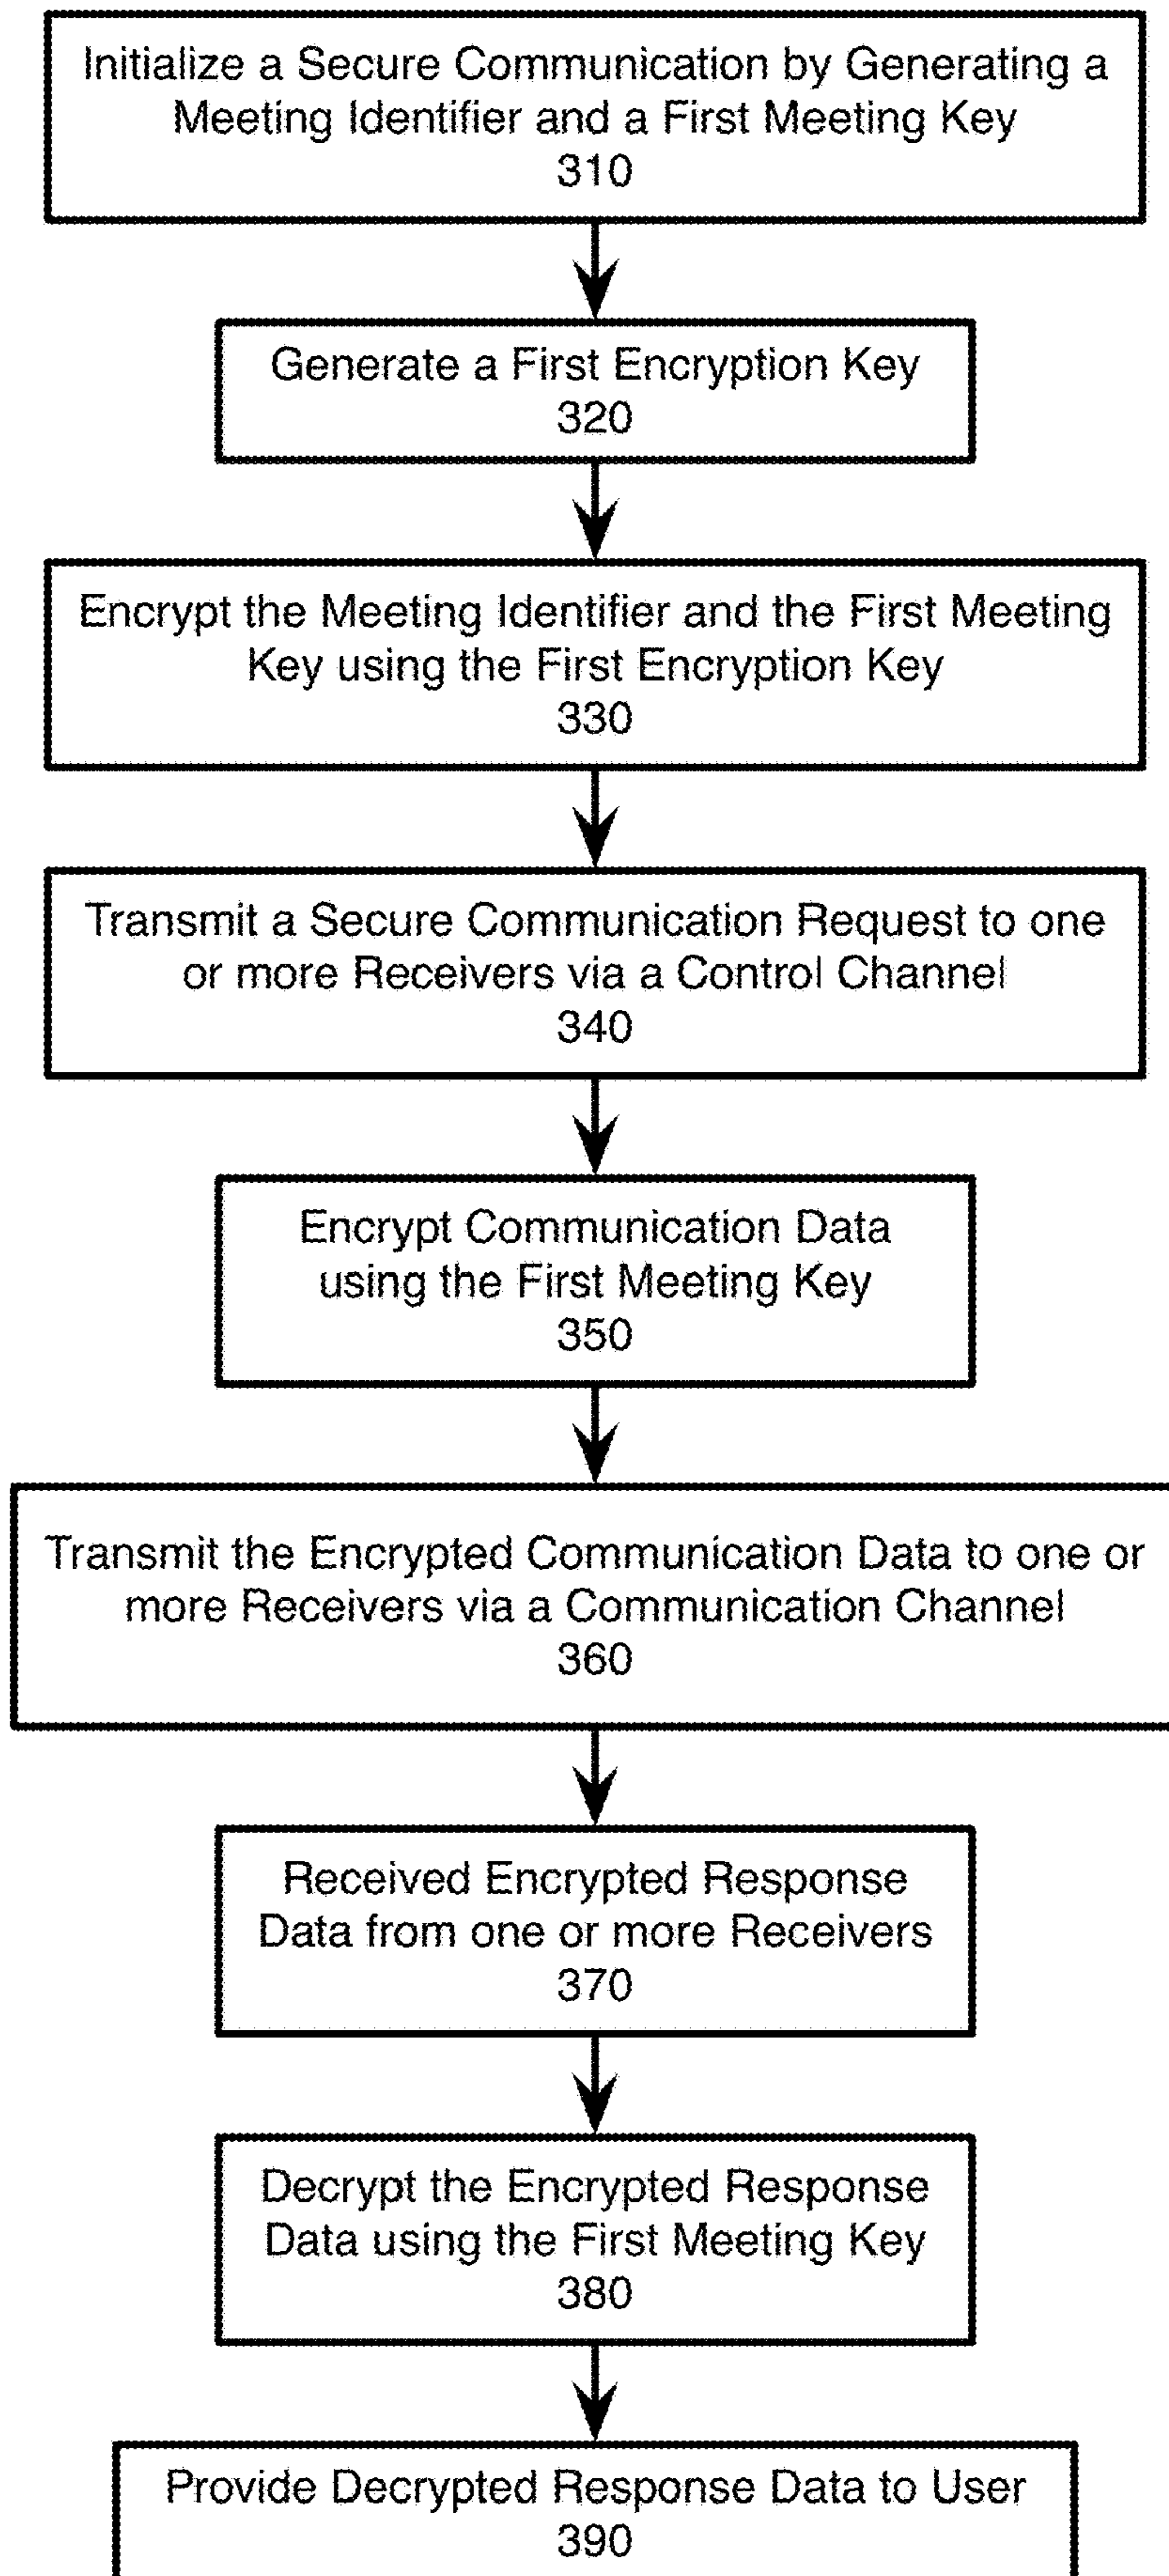 Initialize a Secure Communication by Generating a
Meeting Identifier and a First Meeting Key
310
Generate a First Encryption Key
320
Encrypt the Meeting Identifier and the First Meeting
Key using the First Encryption Key
330
Transmit a Secure Communication Request to one
or more Receivers via a Control Channel
340
Encrypt Communication Data
using the First Meeting Key
350
Transmit the Encrypted Communication Data to one or
more Receivers via a Communication Channel
360
Received Encrypted Response
Data from one or more Receivers
370
Decrypt the Encrypted Response
Data using the First Meeting Key
380
Provide Decrypted Response Data to User
390